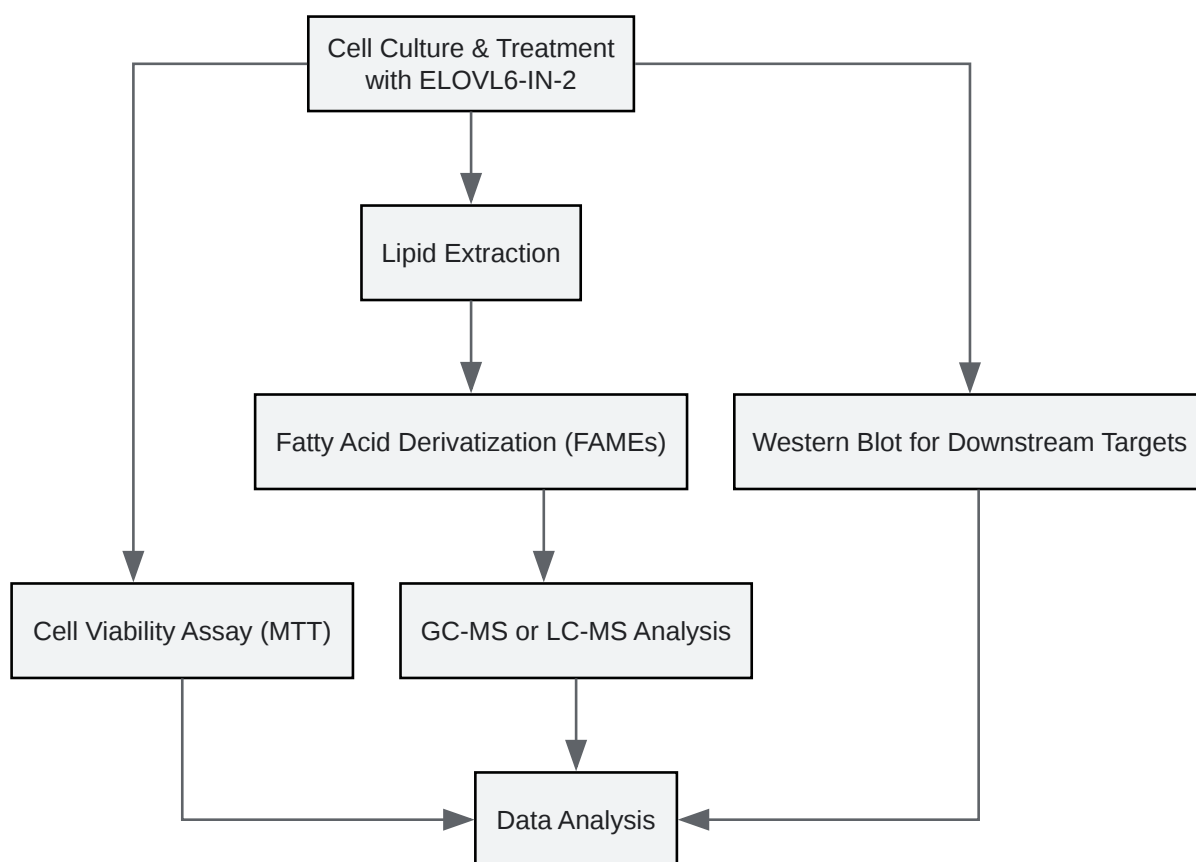 Cell Culture & Treatment
with ELOVL6-IN-2
Lipid Extraction
Fatty Acid Derivatization (FAMEs)
Western Blot for Downstream Targets
Cell Viability Assay (MTT)
GC-MS or LC-MS Analysis
Data Analysis